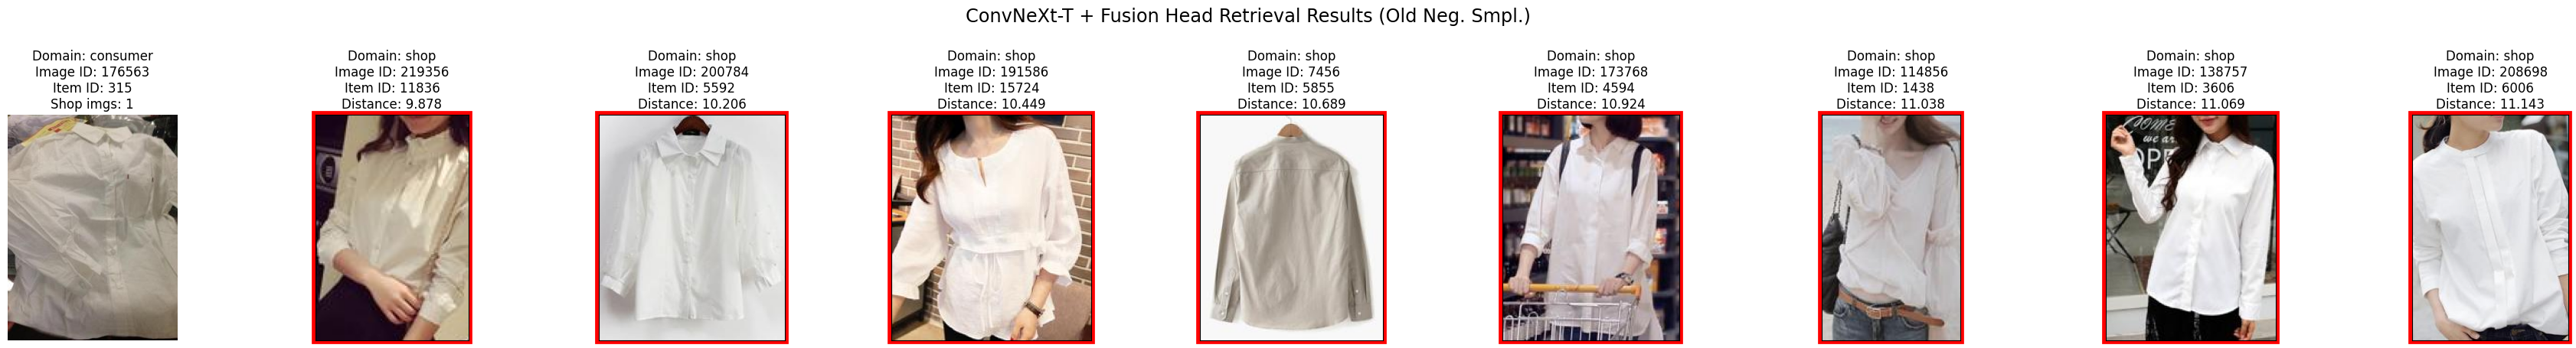 ConvNeXt-T + Fusion Head Retrieval Results (Old Neg. Smpl.)
Domain: consumer
Image ID: 176563
Item ID: 315
Shop imgs: 1
Domain: shop
Image ID: 219356
Item ID: 11836
Distance: 9.878
Domain: shop
Image ID: 200784
Item ID: 5592
Distance: 10.206
Domain: shop
Image ID: 191586
Item ID: 15724
Distance: 10.449
Domain: shop
Image ID: 7456
Item ID: 5855
Distance: 10.689
Domain: shop
Image ID: 173768
Item ID: 4594
Distance: 10.924
Domain: shop
Image ID: 114856
Item ID: 1438
Distance: 11.038
Domain: shop
Image ID: 138757
Item ID: 3606
Distance: 11.069
COME
we ar
OPE
Domain: shop
Image ID: 208698
Item ID: 6006
Distance: 11.143